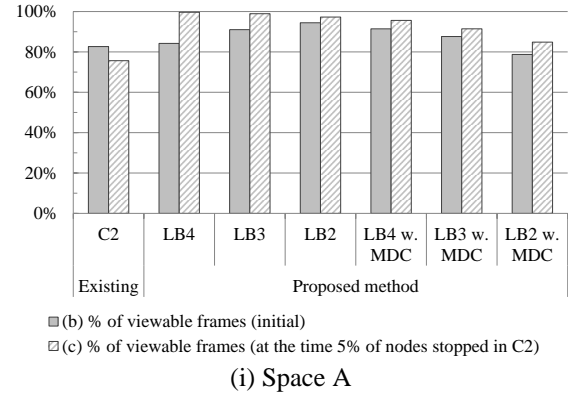 100%
80%
60%
40%
20%
0%
C2 LB4 LB3 LB2 LB4 w. MDC LB3 w. MDC LB2 w. MDC
Existing Proposed method
(b) % of viewable frames (initial)
(c) % of viewable frames (at the time 5% of nodes stopped in C2)
(i) Space A